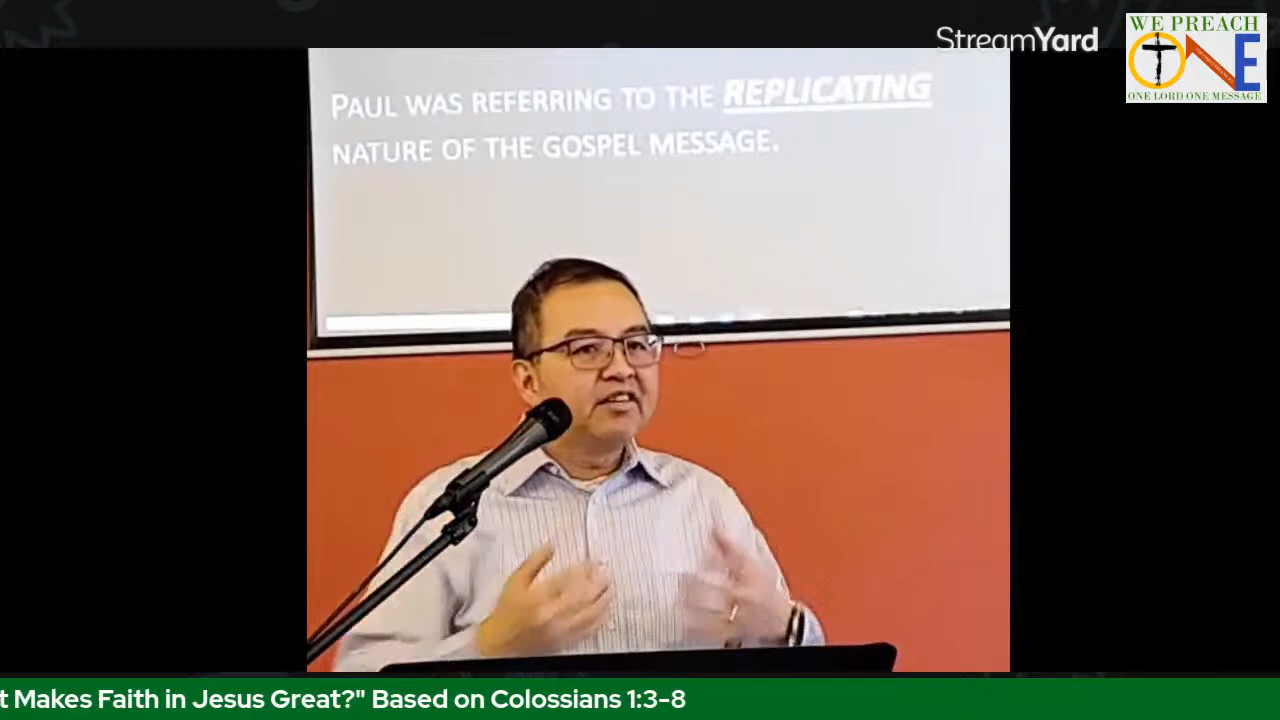 StreamYard
WE PREACH
ONE
ONE LORD ONE MESSAGE
PAUL WAS REFERRING TO THE REPLICATING
NATURE OF THE GOSPEL MESSAGE.
t Makes Faith in Jesus Great?" Based on Colossians 1:3-8